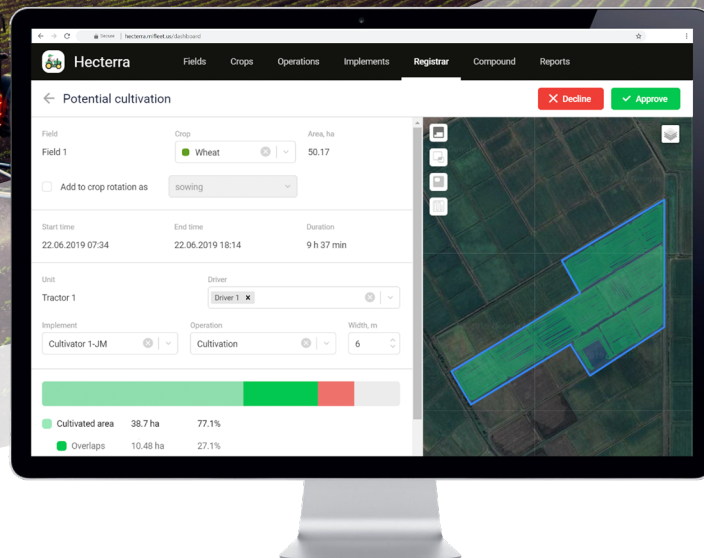 Secure | hecterra.mifleet.us/dashboard
Hecterra Fields Crops Operations Implements Registrar Compound Reports
Potential cultivation Decline Approve
Field Crop Area, ha
Field 1 Wheat 50.17
Add to crop rotation as sowing
Start time End time Duration
22.06.2019 07:34 22.06.2019 18:14 9 h 37 min
Unit Driver
Tractor 1 Driver 1
Implement Operation Width, m
Cultivator 1-JM Cultivation 6
Cultivated area 38.7 ha 77.1%
Overlaps 10.48 ha 27.1%